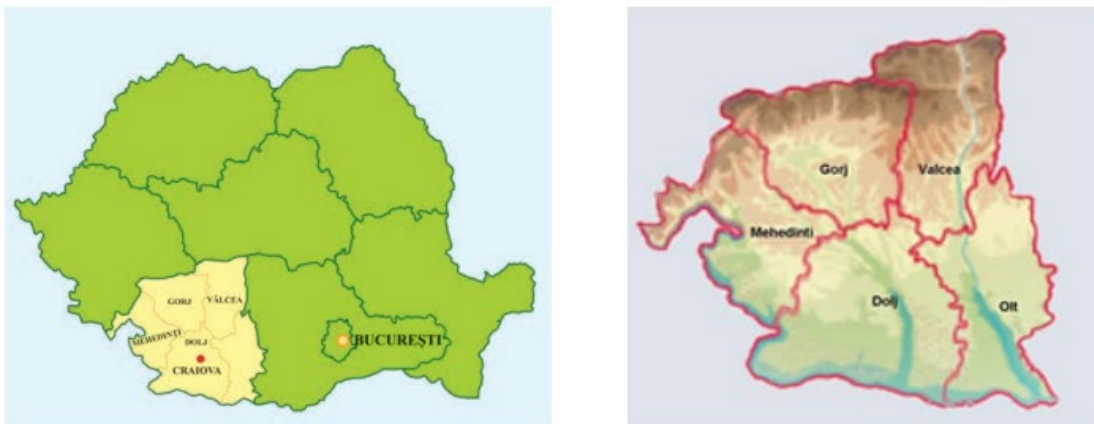 GORJ
VÂLCEA
MEHEDINȚI
DOLJ
CRAIOVA
BUCUREȘTI
Gorj
Valcea
Mehedinti
Dolj
Olt